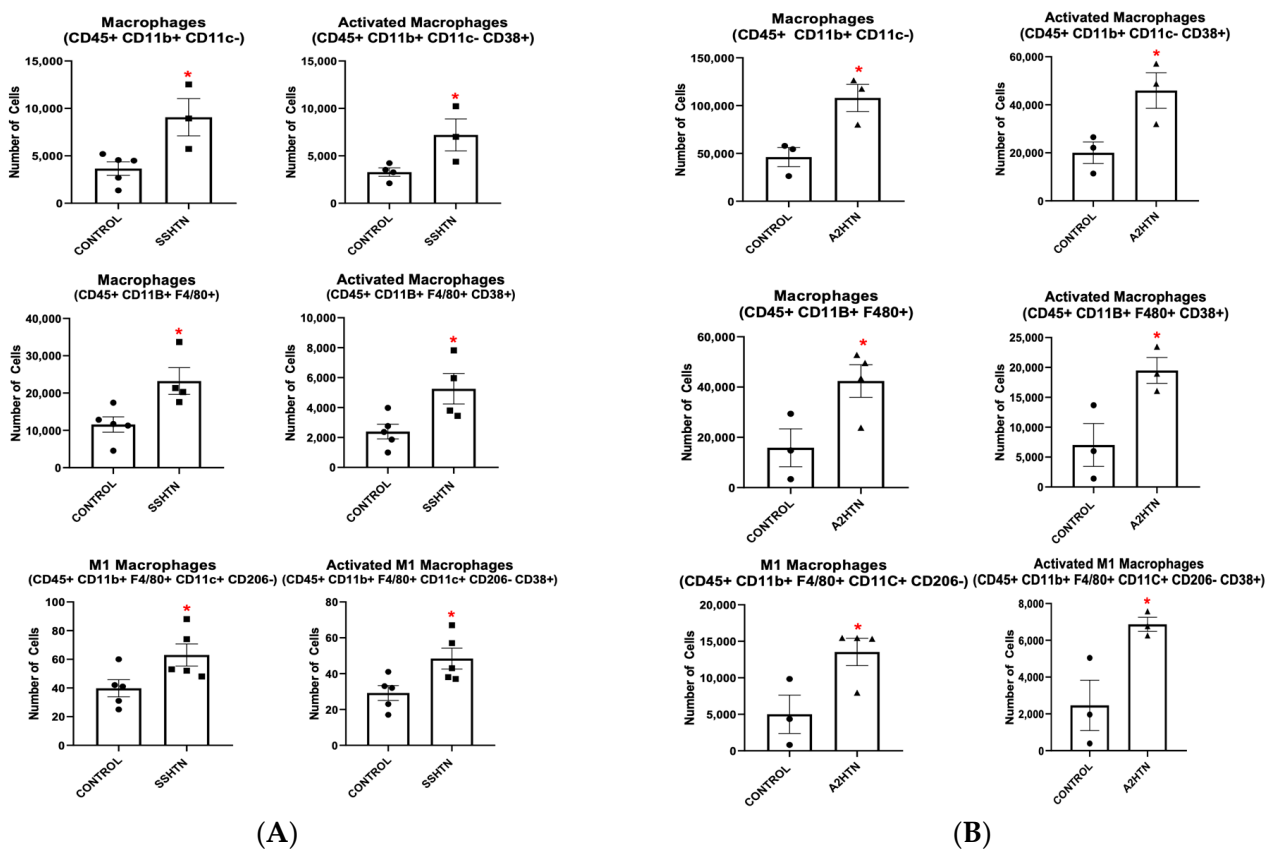 Macrophages
(CD45+ CD11b+ CD11c-)
Number of Cells
15,000
10,000
5,000
0
*
CONTROL
SSHTN
Activated Macrophages
(CD45+ CD11b+ CD11c- CD38+)
Number of Cells
15,000
10,000
5,000
0
*
CONTROL
SSHTN
Macrophages
(CD45+ CD11B+ F4/80+)
Number of Cells
40,000
30,000
20,000
10,000
0
*
CONTROL
SSHTN
Activated Macrophages
(CD45+ CD11B+ F4/80+ CD38+)
Number of Cells
10,000
8,000
6,000
4,000
2,000
0
*
CONTROL
SSHTN
M1 Macrophages
(CD45+ CD11b+ F4/80+ CD11c+ CD206-)
Number of Cells
100
80
60
40
20
0
*
CONTROL
SSHTN
Activated M1 Macrophages
(CD45+ CD11b+ F4/80+ CD11c+ CD206- CD38+)
Number of Cells
80
60
40
20
0
*
CONTROL
SSHTN
(A)
Macrophages
(CD45+ CD11b+ CD11c-)
Number of Cells
150,000
100,000
50,000
0
*
CONTROL
A2HTN
Activated Macrophages
(CD45+ CD11b+ CD11c- CD38+)
Number of Cells
60,000
40,000
20,000
0
*
CONTROL
A2HTN
Macrophages
(CD45+ CD11B+ F480+)
Number of Cells
60,000
40,000
20,000
0
*
CONTROL
A2HTN
Activated Macrophages
(CD45+ CD11B+ F480+ CD38+)
Number of Cells
25,000
20,000
15,000
10,000
5,000
0
*
CONTROL
A2HTN
M1 Macrophages
(CD45+ CD11b+ F4/80+ CD11C+ CD206-)
Number of Cells
20,000
15,000
10,000
5,000
0
*
CONTROL
A2HTN
Activated M1 Macrophages
(CD45+ CD11b+ F4/80+ CD11C+ CD206- CD38+)
Number of Cells
8,000
6,000
4,000
2,000
0
*
CONTROL
A2HTN
(B)